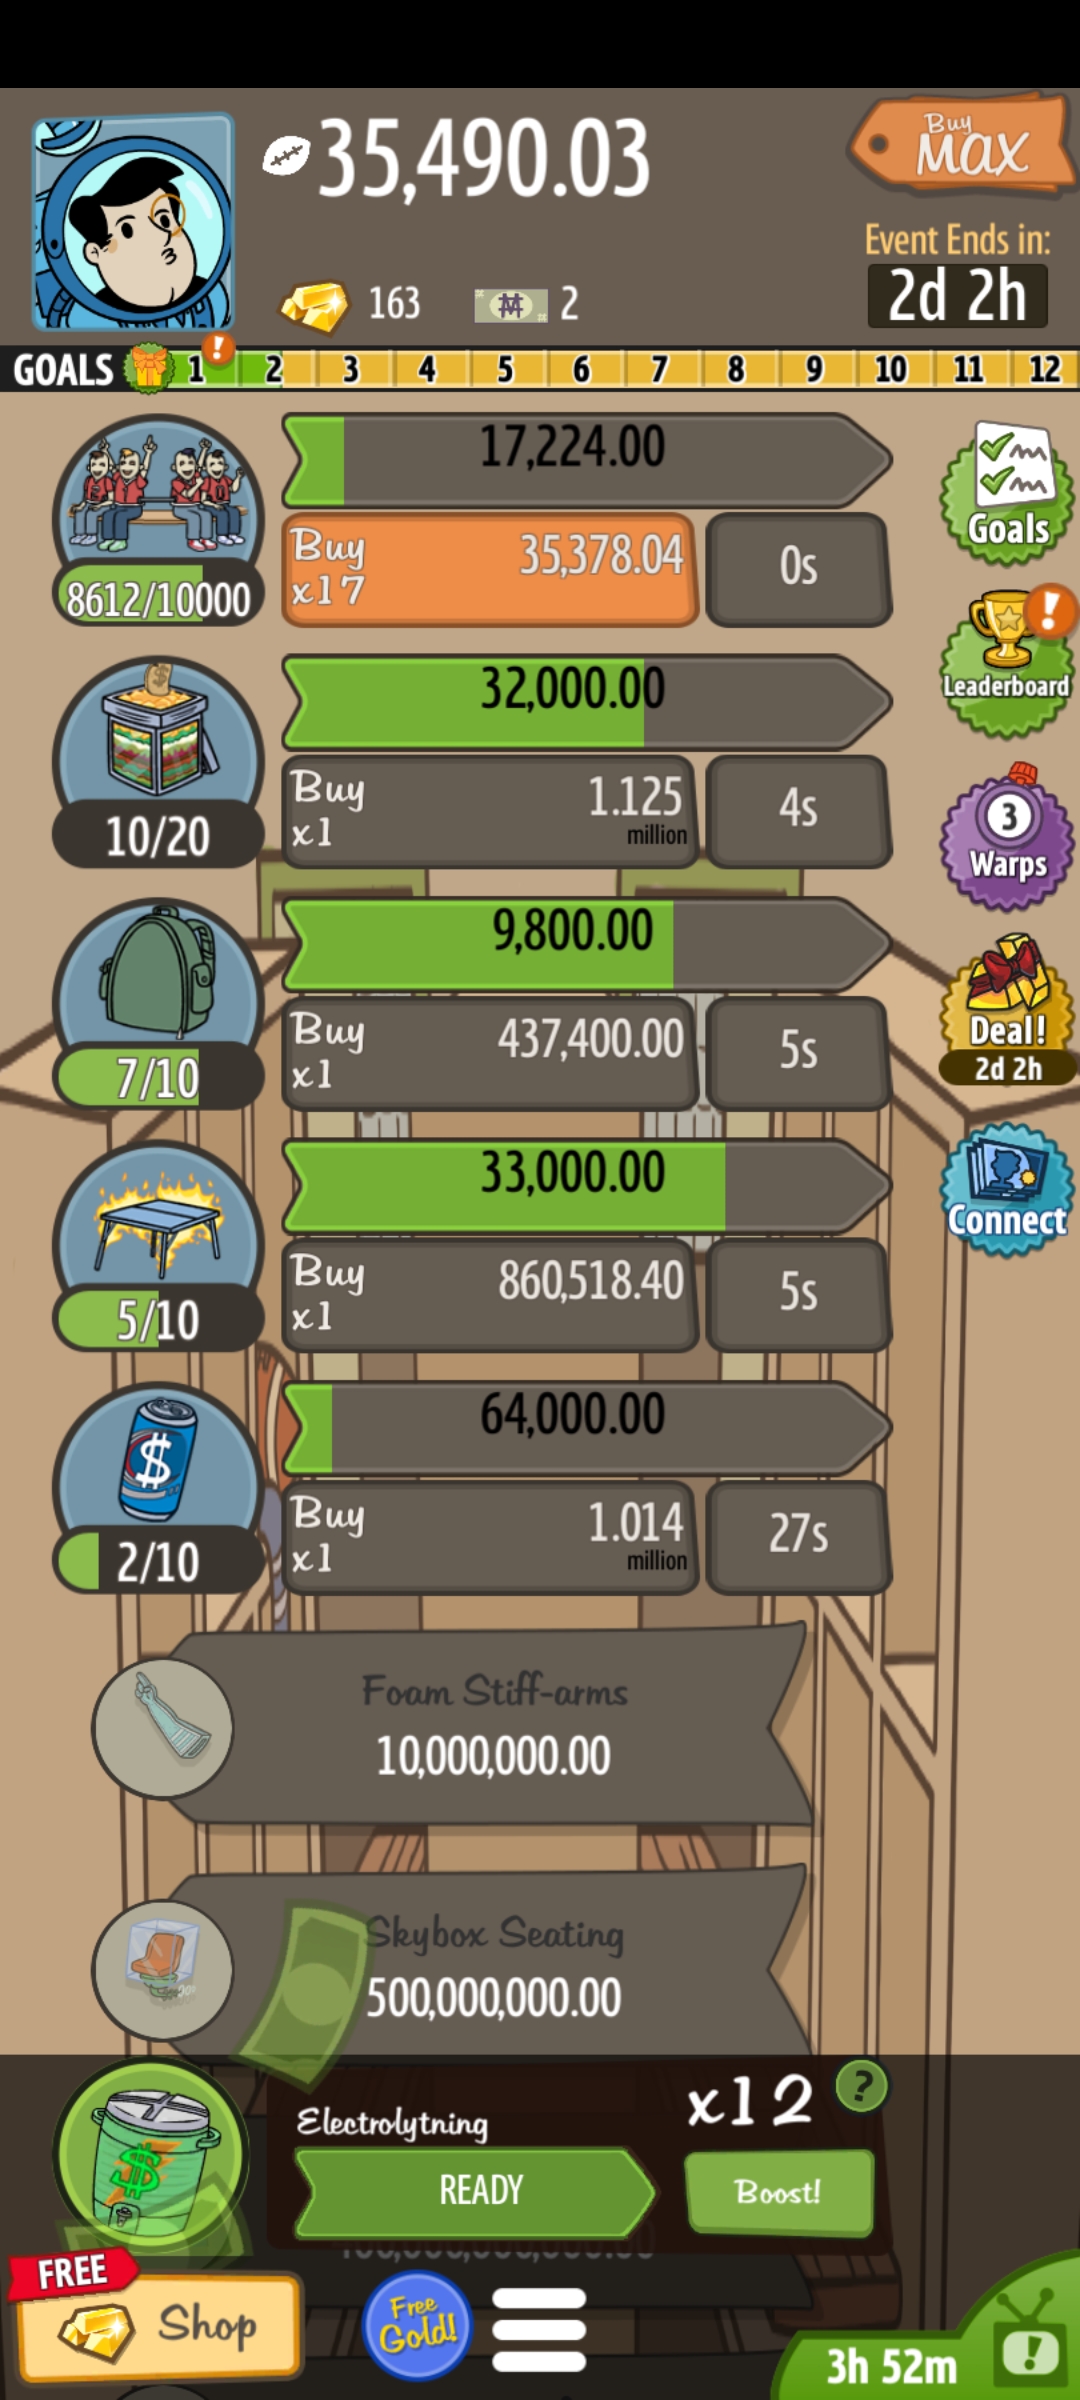 35,490.03
Buy
MAX
Event Ends in:
2d 2h
163
2
GOALS 1 ! 2 3 4 5 6 7 8 9 10 11 12
17,224.00
Buy
x17
35,378.04
0s
8612/10000
Goals
32,000.00
Buy
x1
1.125
million
4s
10/20
!
Leaderboard
9,800.00
Buy
x1
437,400.00
5s
7/10
3
Warps
33,000.00
Buy
x1
860,518.40
5s
5/10
Deal!
2d 2h
Connect
64,000.00
Buy
x1
1.014
million
27s
2/10
$
Foam Stiff-arms
10,000,000.00
Skybox Seating
500,000,000.00
$
Electrolytning
x12
?
READY
Boost!
FREE
Shop
Free
Gold!
3h 52m
!